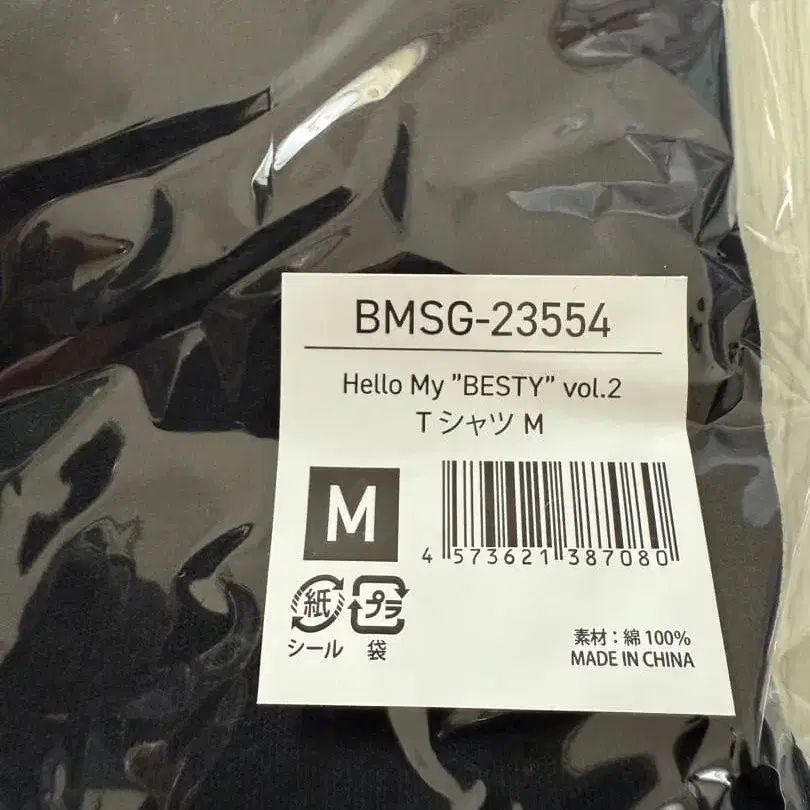 BMSG-23554
Hello My ”BESTY” vol.2
Tシャツ M
M
4 573621 387080
紙 プラ
シール 袋
素材：綿 100%
MADE IN CHINA